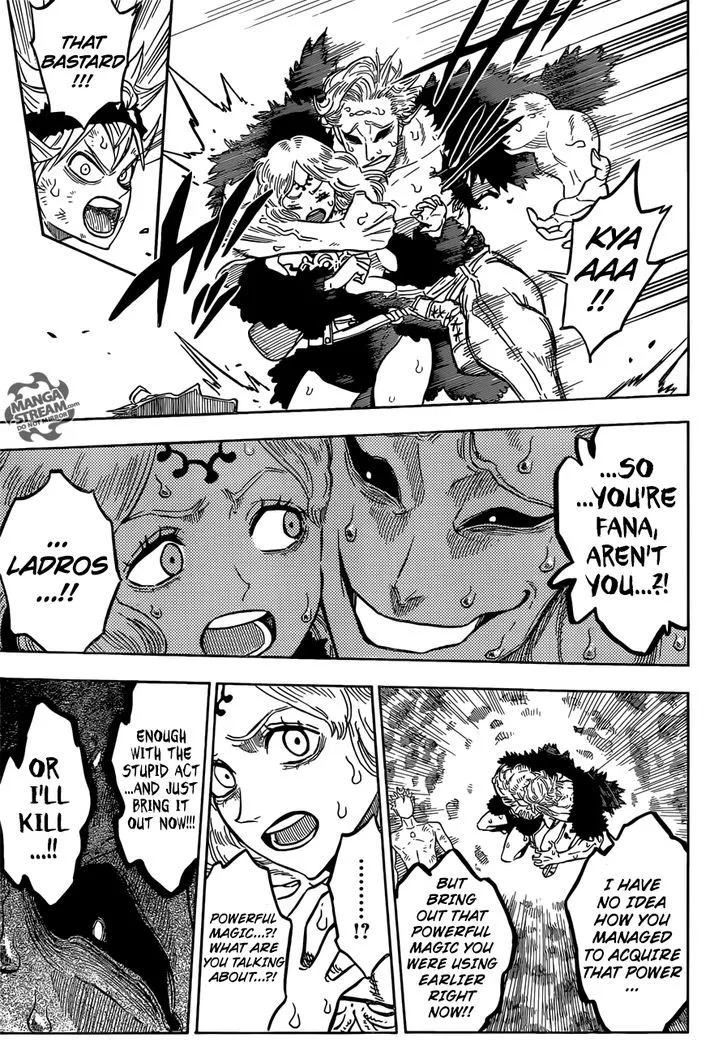 THAT
BASTARD
!!!
KYA
AAA
!!
MANGA
STREAM.com
DO NOT MIRROR
...SO
...YOU'RE
FANA,
AREN'T
YOU...?!
...
LADROS
...!!
I HAVE
NO IDEA
HOW YOU
MANAGED
TO ACQUIRE
THAT POWER
...
BUT
BRING
OUT THAT
POWERFUL
MAGIC YOU
WERE USING
EARLIER
RIGHT
NOW!!
.........
!?
POWERFUL
MAGIC...?!
WHAT ARE
YOU TALKING
ABOUT...?!
ENOUGH
WITH THE
STUPID ACT
...AND JUST
BRING IT
OUT NOW!!!
OR
I'LL
KILL
...!!